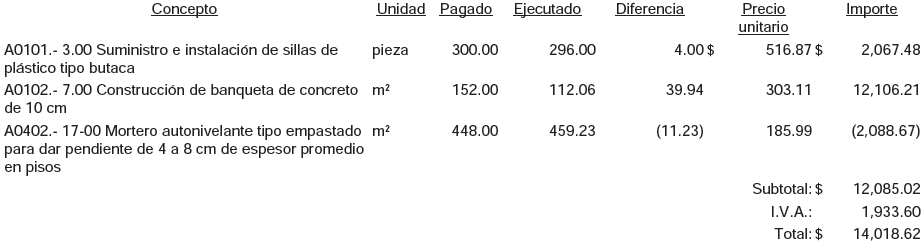 Concepto Unidad Pagado Ejecutado Diferencia Precio unitario Importe
A0101.- 3.00 Suministro e instalación de sillas de pieza 300.00 296.00 4.00 $ 516.87 $ 2,067.48
plástico tipo butaca
A0102.- 7.00 Construcción de banqueta de concreto m² 152.00 112.06 39.94 303.11 12,106.21
de 10 cm
A0402.- 17-00 Mortero autonivelante tipo empastado m² 448.00 459.23 (11.23) 185.99 (2,088.67)
para dar pendiente de 4 a 8 cm de espesor promedio
en pisos
Subtotal: $ 12,085.02
I.V.A.: 1,933.60
Total: $ 14,018.62